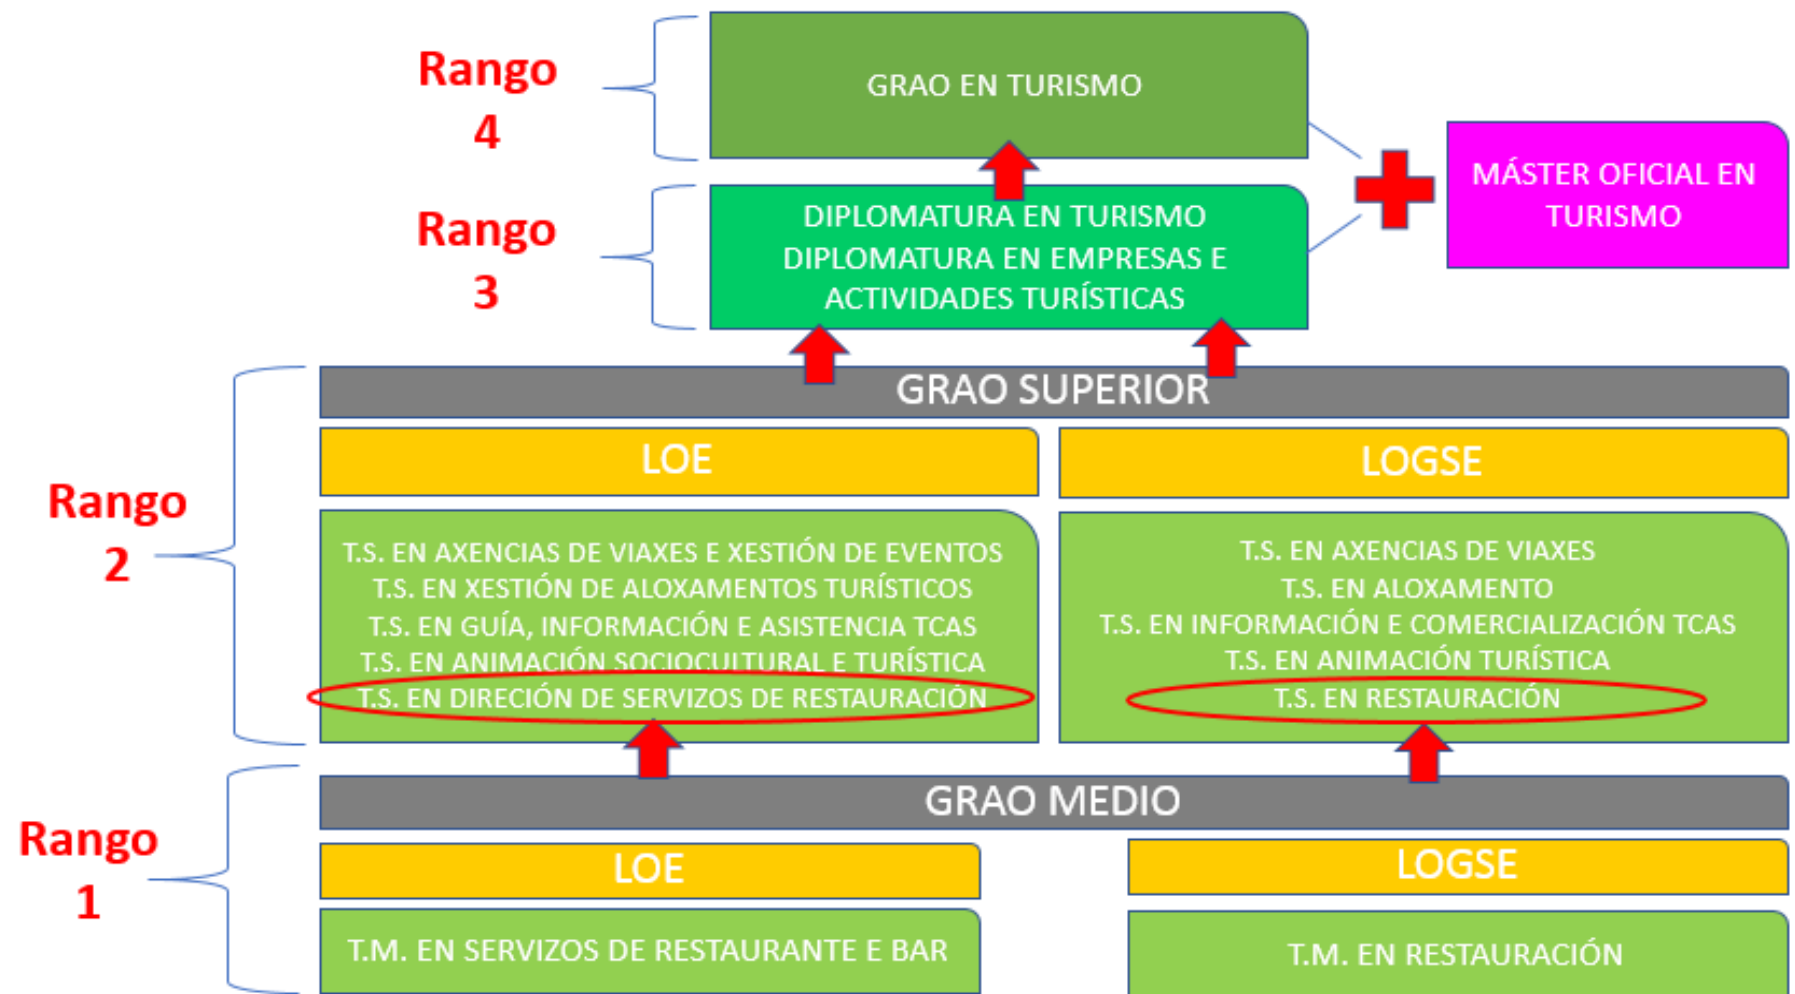 Rango
4
GRAO EN TURISMO
MÁSTER OFICIAL EN
TURISMO
Rango
3
DIPLOMATURA EN TURISMO
DIPLOMATURA EN EMPRESAS E
ACTIVIDADES TURÍSTICAS
Rango
2
GRAO SUPERIOR
LOE
T.S. EN AXENCIAS DE VIAXES E XESTIÓN DE EVENTOS
T.S. EN XESTIÓN DE ALOXAMENTOS TURÍSTICOS
T.S. EN GUÍA, INFORMACIÓN E ASISTENCIA TCAS
T.S. EN ANIMACIÓN SOCIOCULTURAL E TURÍSTICA
T.S. EN DIRECIÓN DE SERVIZOS DE RESTAURACIÓN
LOGSE
T.S. EN AXENCIAS DE VIAXES
T.S. EN ALOXAMENTO
T.S. EN INFORMACIÓN E COMERCIALIZACIÓN TCAS
T.S. EN ANIMACIÓN TURÍSTICA
T.S. EN RESTAURACIÓN
Rango
1
GRAO MEDIO
LOE
T.M. EN SERVIZOS DE RESTAURANTE E BAR
LOGSE
T.M. EN RESTAURACIÓN